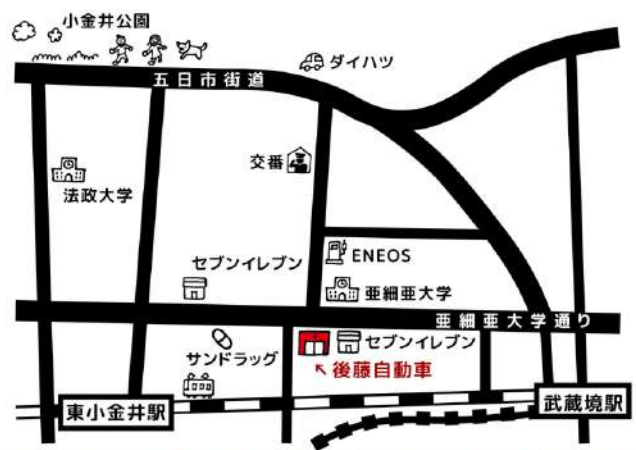 小金井公園
ダイハツ
五日市街道
交番
法政大学
ENEOS
セブンイレブン
亜細亜大学
亜細亜大学通り
サンドラッグ
セブンイレブン
後藤自動車
東小金井駅
武蔵境駅